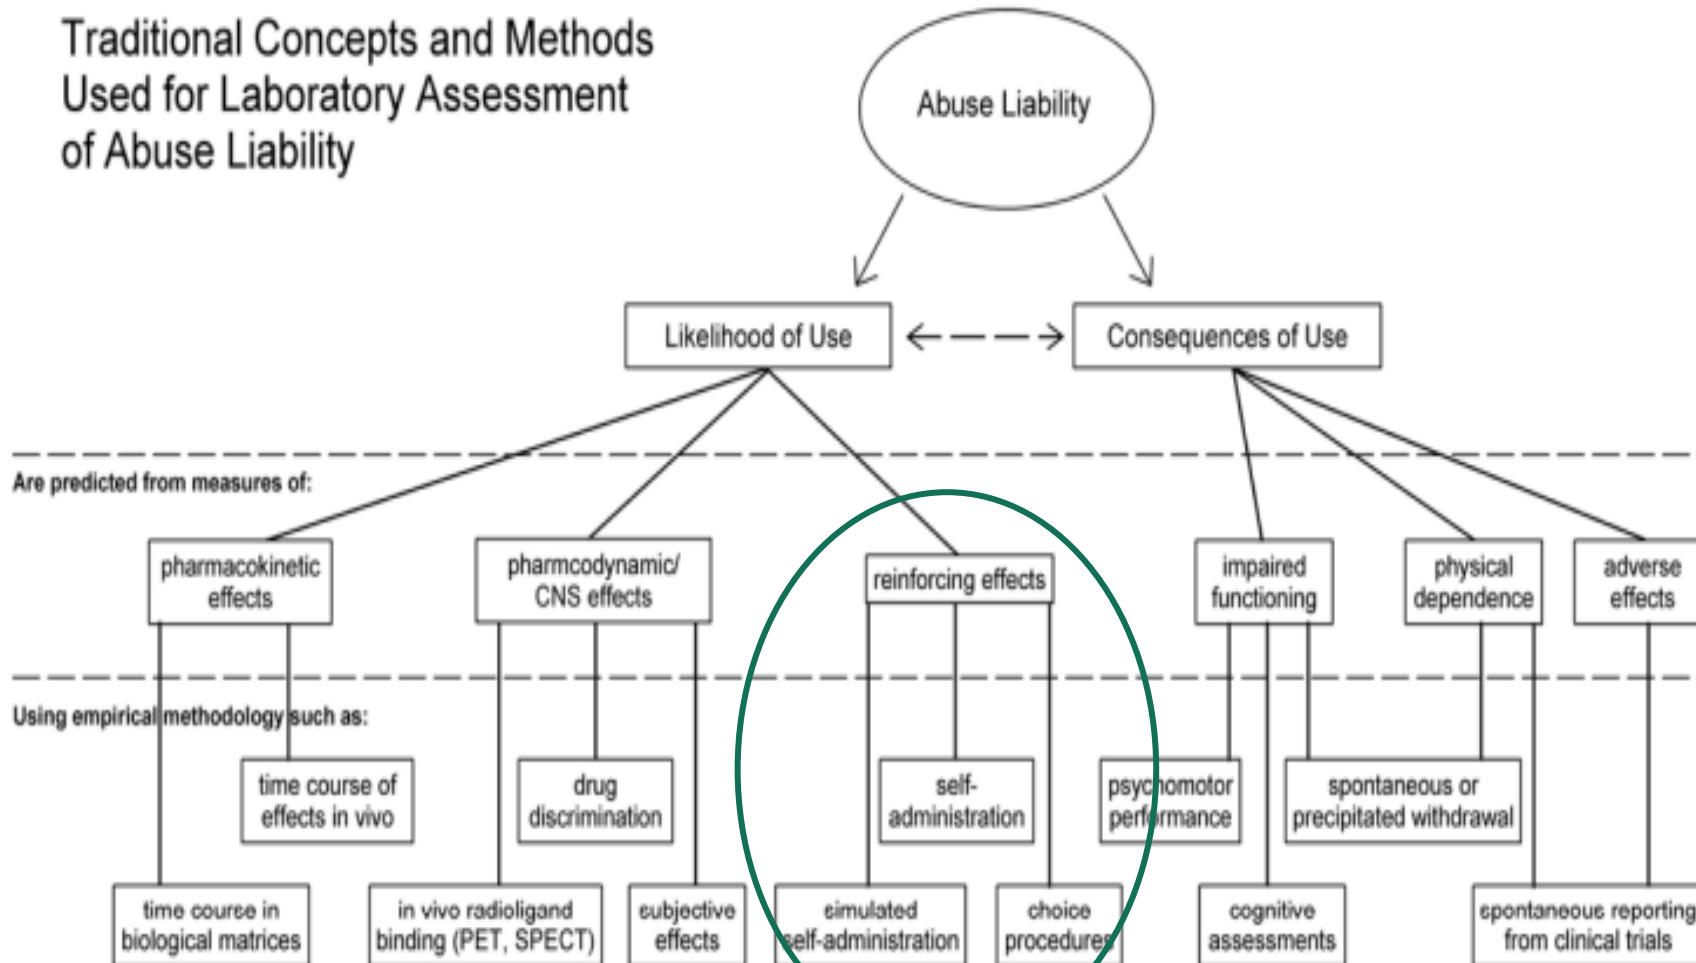 Traditional Concepts and Methods
Used for Laboratory Assessment
of Abuse Liability
Abuse Liability
Likelihood of Use
Consequences of Use
Are predicted from measures of:
pharmacokinetic
effects
pharmcodynamic/
CNS effects
reinforcing effects
impaired
functioning
physical
dependence
adverse
effects
Using empirical methodology such as:
time course of
effects in vivo
drug
discrimination
self-
administration
psychomotor
performance
spontaneous or
precipitated withdrawal
time course in
biological matrices
in vivo radioligand
binding (PET, SPECT)
subjective
effects
simulated
self-administration
choice
procedures
cognitive
assessments
spontaneous reporting
from clinical trials